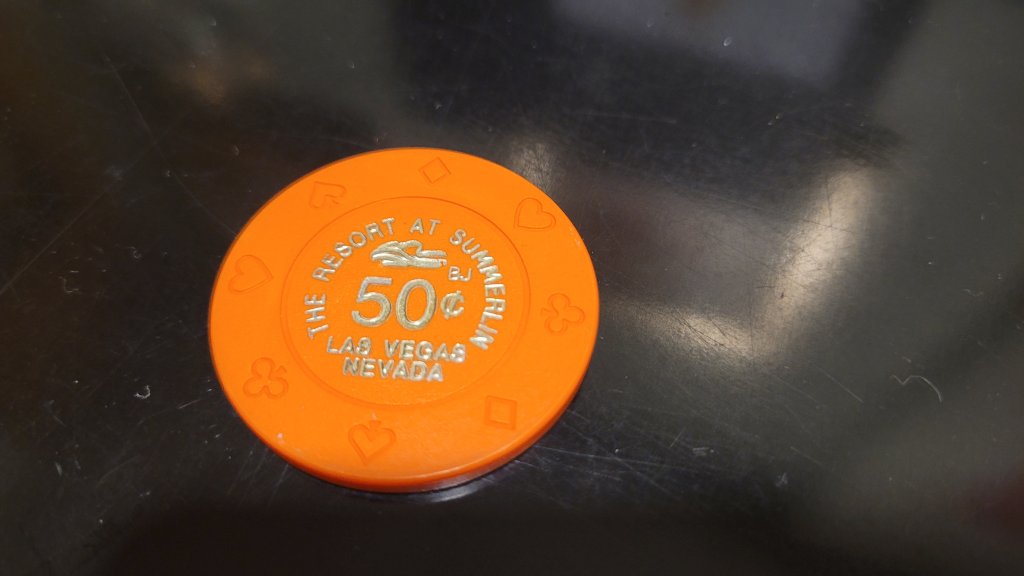 THE RESORT AT SUMMERLIN
BJ
50¢
LAS VEGAS
NEVADA